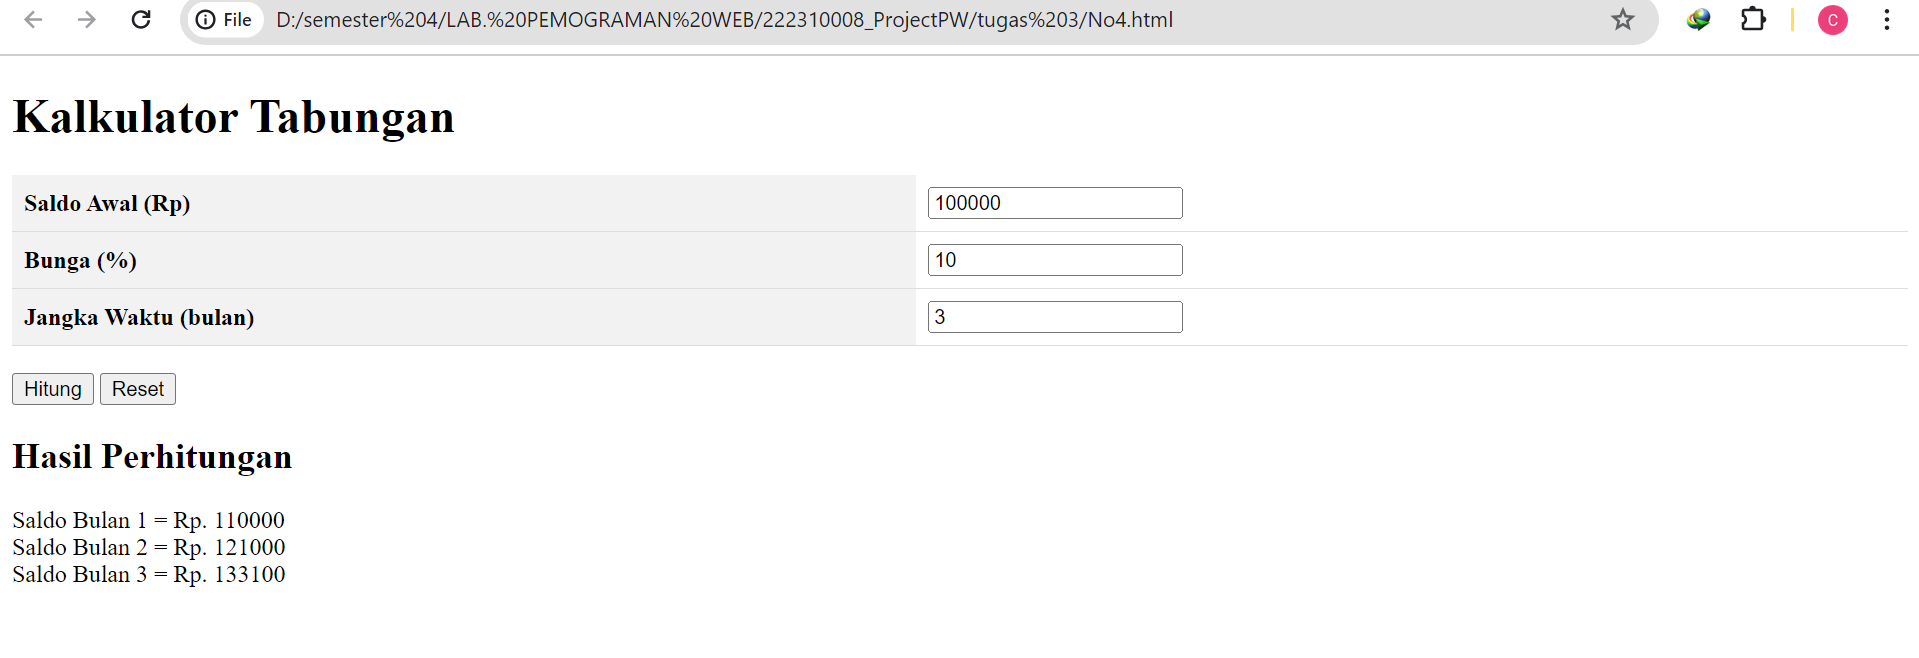 File D:/semester%204/LAB.%20PEMOGRAMAN%20WEB/222310008_ProjectPW/tugas%203/No4.html C
Kalkulator Tabungan
Saldo Awal (Rp) 100000
Bunga (%) 10
Jangka Waktu (bulan) 3
Hitung Reset
Hasil Perhitungan
Saldo Bulan 1 = Rp. 110000
Saldo Bulan 2 = Rp. 121000
Saldo Bulan 3 = Rp. 133100